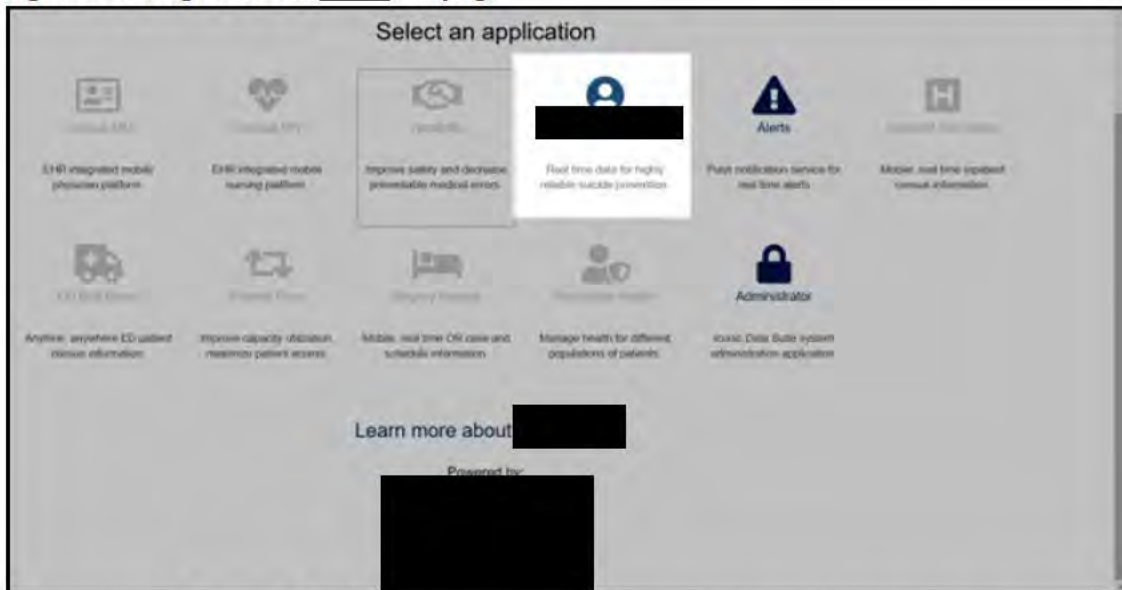 Select an application
Alerts
EHR integrated mobile
physician platform
EHR integrated mobile
nursing platform
Improve safety and decrease
preventable medical errors.
Real time data for highly
reliable suicide prevention.
Push notification service for
real time alerts
Mobile, real time inpatient
census information.
Administrator
Anytime, anywhere ED patient
census information.
Improve capacity utilization,
maximize patient access.
Mobile, real time OR case and
schedule information.
Manage health for different
populations of patients.
Data Suite system
administration application
Learn more about
Powered by: